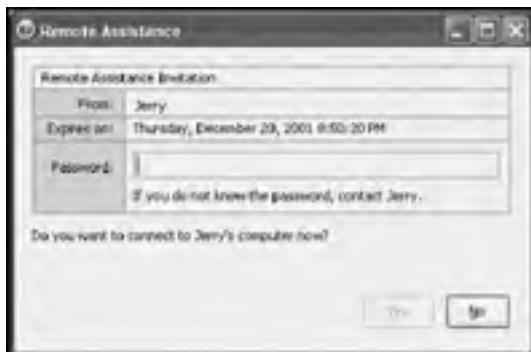 Remote Assistance
Remote Assistance Invitation
From: Jerry
Expires on: Thursday, December 20, 2001 8:50:20 PM
Password:
If you do not know the password, contact Jerry.
Do you want to connect to Jerry's computer now?
Yes No